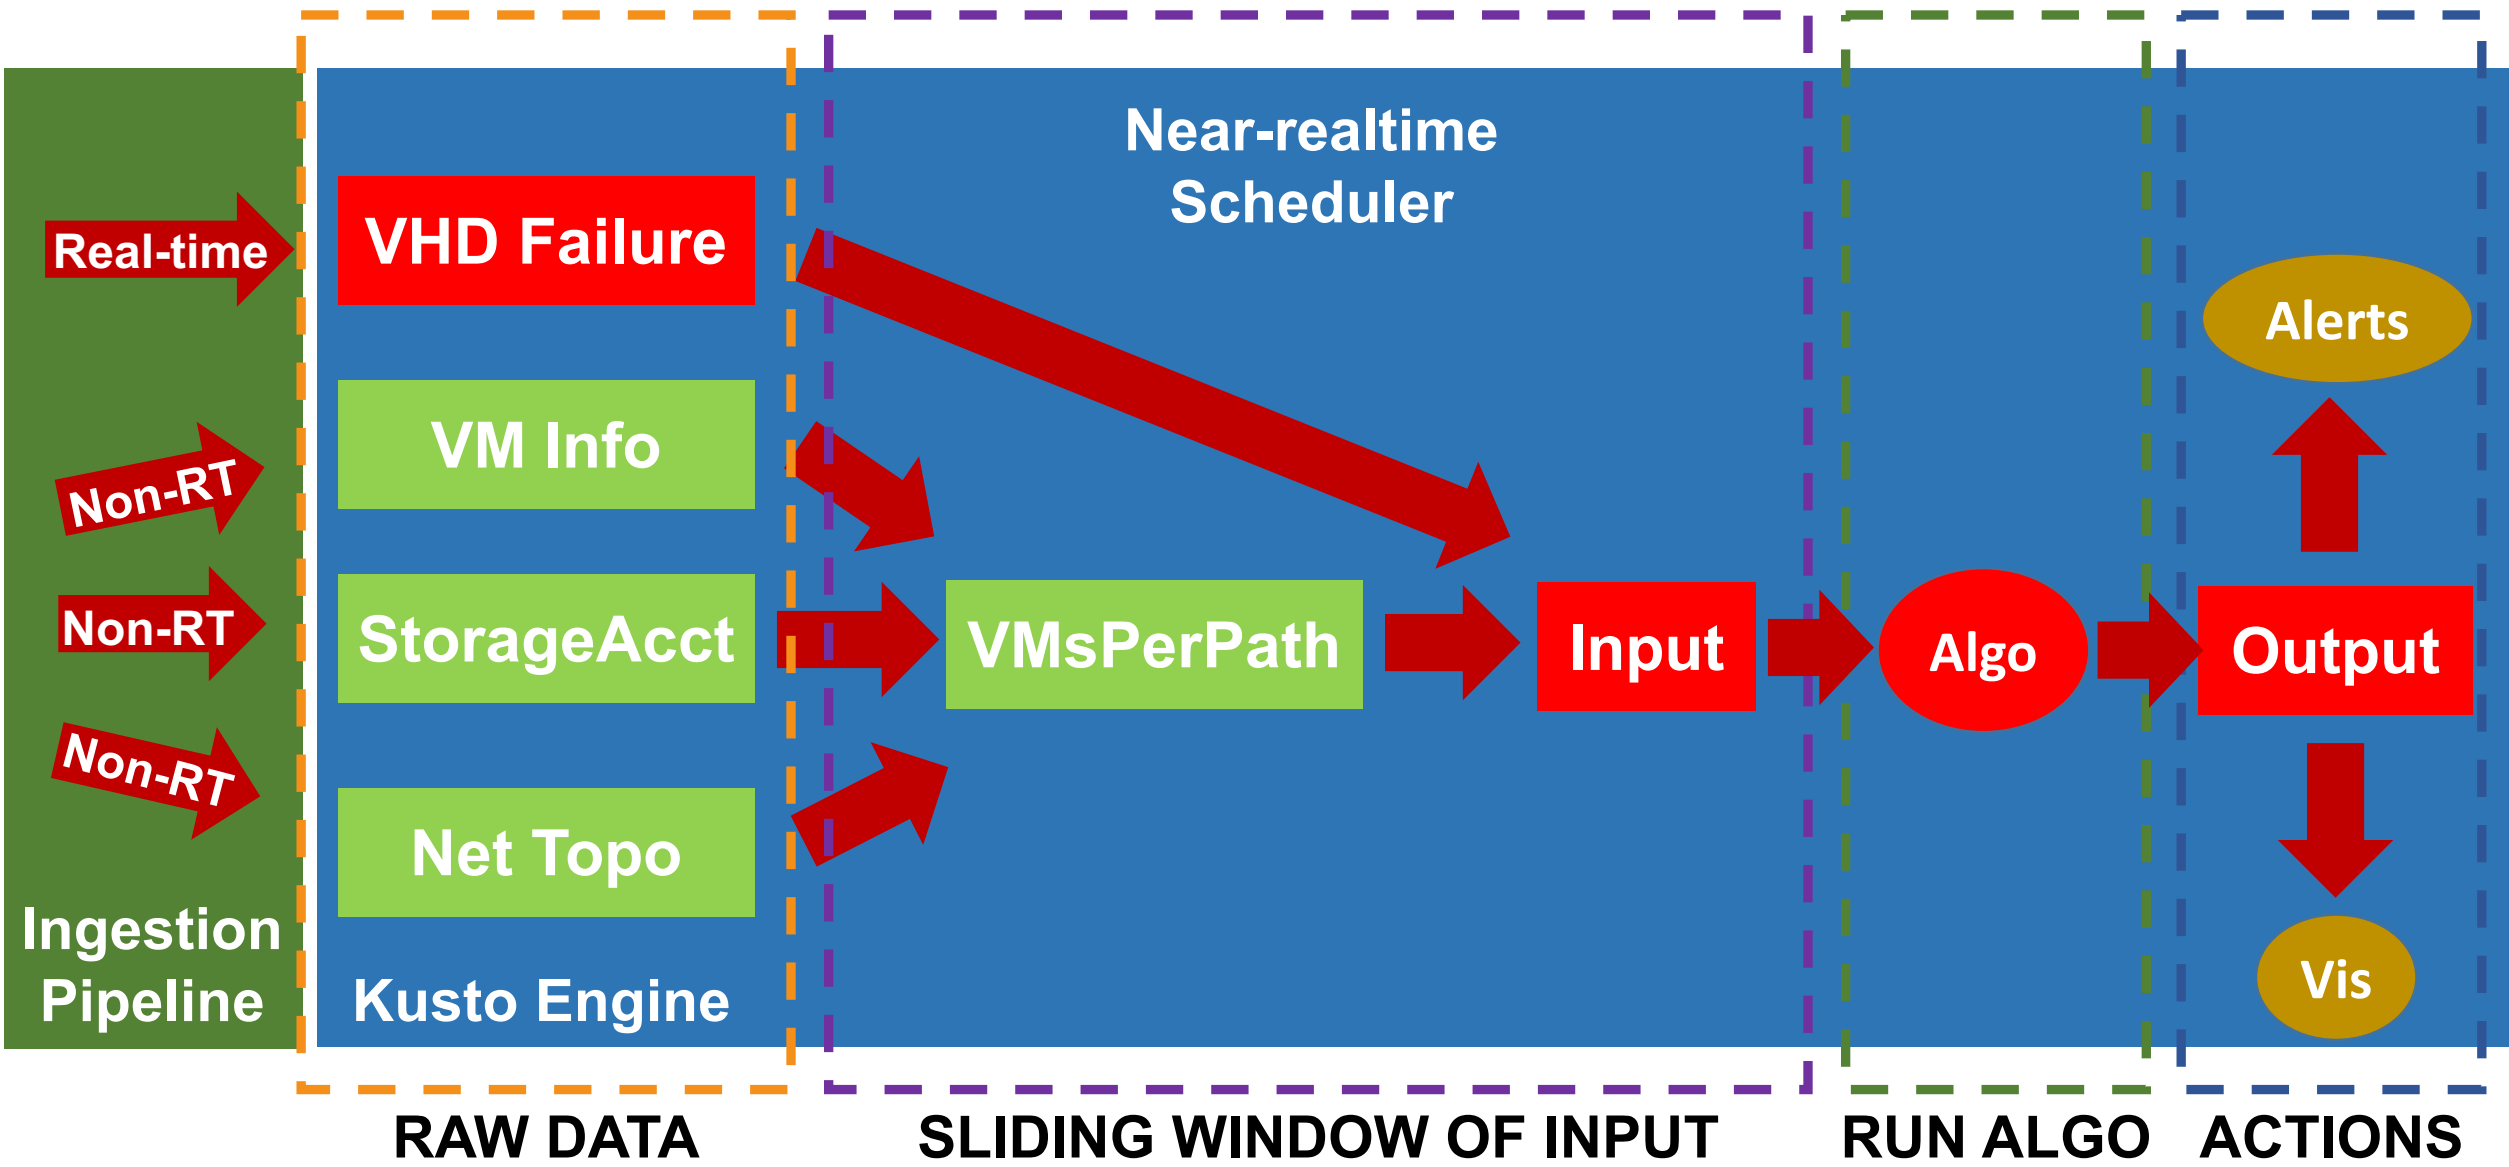 Near-realtime
Scheduler
Real-time
VHD Failure
Alerts
Non-RT
VM Info
Non-RT
StorageAcct
VMsPerPath
Input
Algo
Output
Non-RT
Net Topo
Ingestion
Pipeline
Kusto Engine
Vis
RAW DATA
SLIDING WINDOW OF INPUT
RUN ALGO
ACTIONS